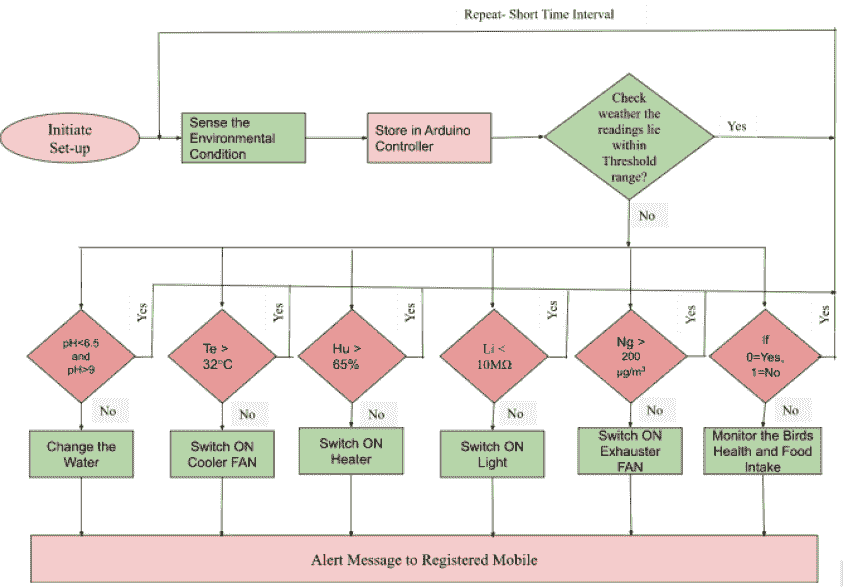 Repeat- Short Time Interval
Initiate
Set-up
Sense the
Environmental
Condition
Store in Arduino
Controller
Check
weather the
readings lie
within
Threshold
range?
Yes
No
pH<6.5
and
pH>9
Yes
Te >
32°C
Yes
Hu >
65%
Yes
Li <
10MΩ
Yes
Ng >
200
µg/m³
Yes
If
0=Yes,
1=No
Yes
No
No
No
No
No
No
Change the
Water
Switch ON
Cooler FAN
Switch ON
Heater
Switch ON
Light
Switch ON
Exhauster
FAN
Monitor the Birds
Health and Food
Intake
Alert Message to Registered Mobile